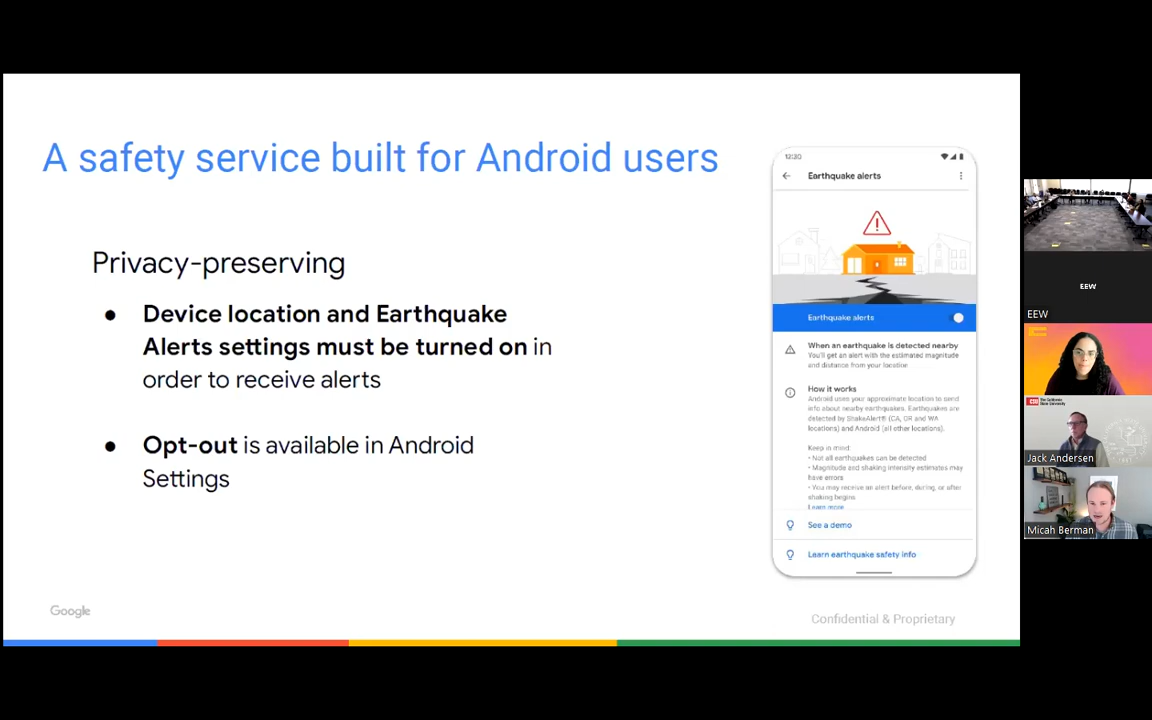 A safety service built for Android users
Privacy-preserving
● Device location and Earthquake
Alerts settings must be turned on in
order to receive alerts
● Opt-out is available in Android
Settings
Google
Confidential & Proprietary
12:30
Earthquake alerts
Earthquake alerts
When an earthquake is detected nearby
You'll get an alert with the estimated magnitude
and distance from your location
How it works
Android uses your approximate location to send
info about nearby earthquakes. Earthquakes are
detected by ShakeAlert® (CA, OR and WA
locations) and Android (all other locations).
Keep in mind:
• Not all earthquakes can be detected
• Magnitude and shaking intensity estimates may
have errors
• You may receive an alert before, during, or after
shaking begins
Learn more
See a demo
Learn earthquake safety info
EEW
EEW
Jack Andersen
Micah Berman